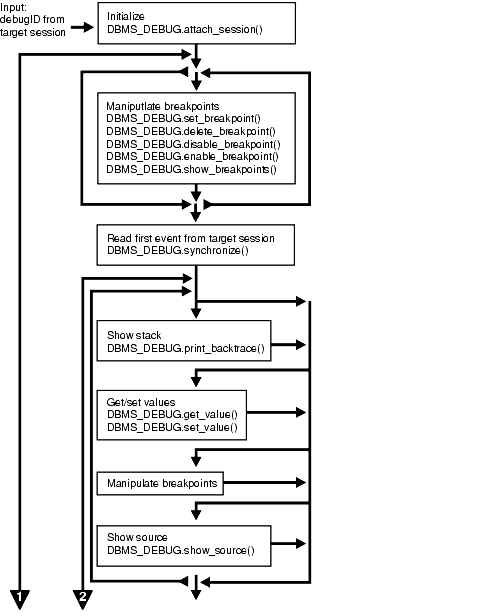 Input:
debugID from
target session
Initialize
DBMS_DEBUG.attach_session()
Maniputlate breakpoints
DBMS_DEBUG.set_breakpoint()
DBMS_DEBUG.delete_breakpoint()
DBMS_DEBUG.disable_breakpoint()
DBMS_DEBUG.enable_breakpoint()
DBMS_DEBUG.show_breakpoints()
Read first event from target session
DBMS_DEBUG.synchronize()
Show stack
DBMS_DEBUG.print_backtrace()
Get/set values
DBMS_DEBUG.get_value()
DBMS_DEBUG.set_value()
Manipulate breakpoints
Show source
DBMS_DEBUG.show_source()
1
2